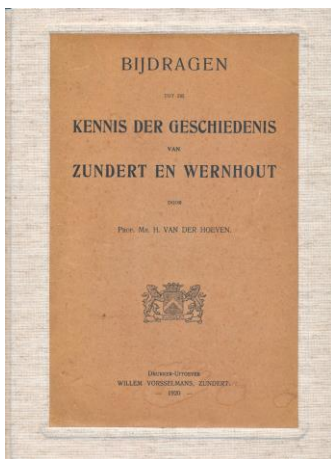 BIJDRAGEN
TOT DE
KENNIS DER GESCHIEDENIS
VAN
ZUNDERT EN WERNHOUT
DOOR
PROF. MR. H. VAN DER HOEVEN.
DRUKKER-UITGEVER
WILLEM VORSSELMANS, ZUNDERT.
— 1920 —